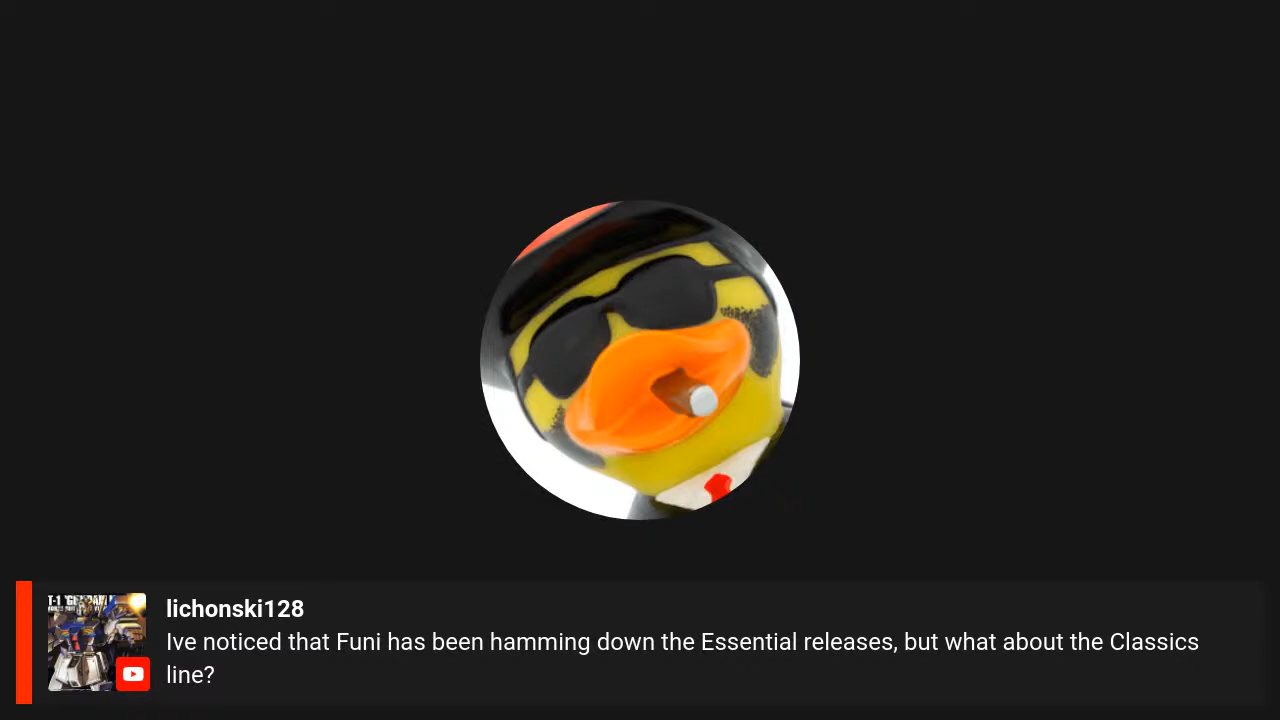 lichonski128
Ive noticed that Funi has been hamming down the Essential releases, but what about the Classics
line?